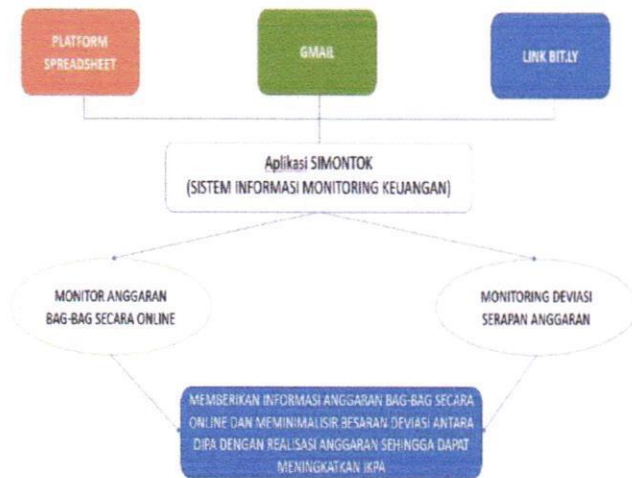 PLATFORM
SPREADSHEET
GMAIL
LINK BIT.LY
Aplikasi SIMONTOK
(SISTEM INFORMASI MONITORING KEUANGAN)
MONITOR ANGGARAN
BAG-BAG SECARA ONLINE
MONITORING DEVIASI
SERAPAN ANGGARAN
MEMBERIKAN INFORMASI ANGGARAN BAG-BAG SECARA
ONLINE DAN MEMINIMALISIR BESARAN DEVIASI ANTARA
DIPA DENGAN REALISASI ANGGARAN SEHINGGA DAPAT
MENINGKATKAN IKPA